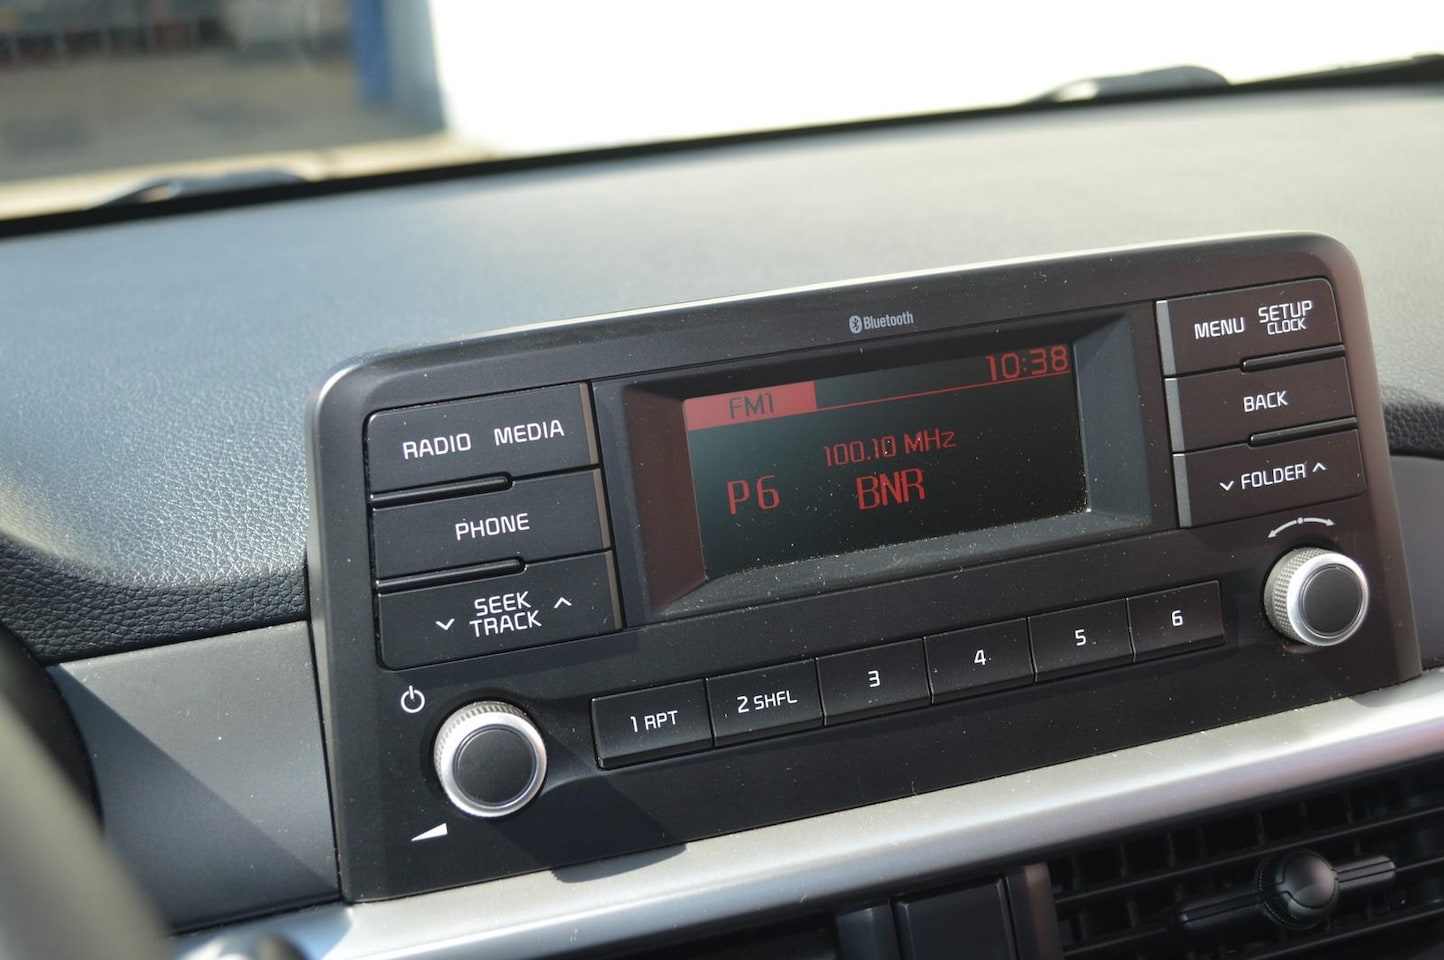 Bluetooth
RADIO MEDIA
PHONE
SEEK
TRACK
FM1 10:38
100.10 MHz
P6 BNR
MENU SETUP
CLOCK
BACK
FOLDER
1 RPT 2 SHFL 3 4 5 6